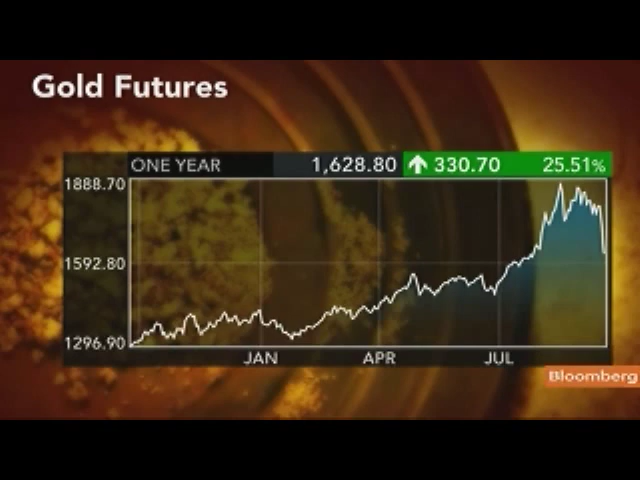 Gold Futures
ONE YEAR 1,628.80 330.70 25.51%
1888.70
1592.80
1296.90
JAN APR JUL
Bloomberg